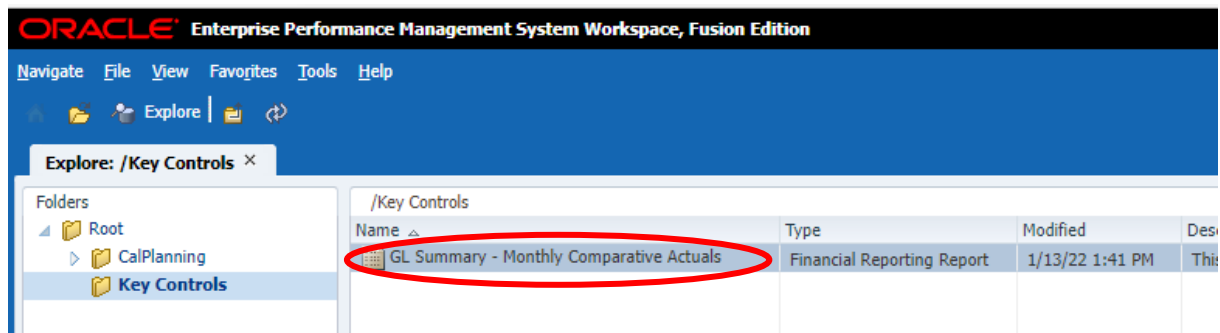 ORACLE Enterprise Performance Management System Workspace, Fusion Edition
Navigate File View Favorites Tools Help
Explore
Explore: /Key Controls ×
Folders
Root
CalPlanning
Key Controls
/Key Controls
Name Type Modified Des
GL Summary - Monthly Comparative Actuals Financial Reporting Report 1/13/22 1:41 PM This